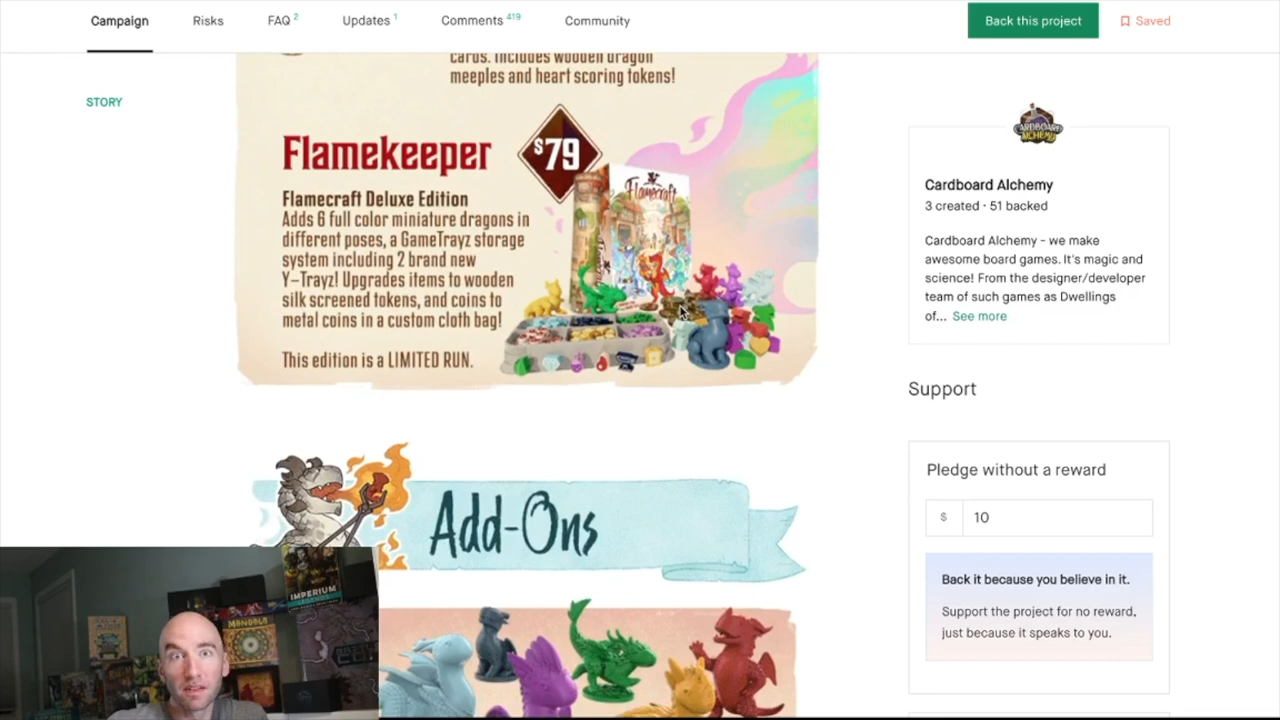 Campaign
Risks
FAQ 2
Updates 1
Comments 419
Community
Back this project
Saved
STORY
cards. Includes wooden dragon
meeples and heart scoring tokens!
Flamekeeper
$79
Flamecraft Deluxe Edition
Adds 6 full color miniature dragons in
different poses, a GameTrayz storage
system including 2 brand new
Y-Trayz! Upgrades items to wooden
silk screened tokens, and coins to
metal coins in a custom cloth bag!
This edition is a LIMITED RUN.
Flamecraft
Add-Ons
CARDBOARD
ALCHEMY
Cardboard Alchemy
3 created · 51 backed
Cardboard Alchemy - we make
awesome board games. It's magic and
science! From the designer/developer
team of such games as Dwellings
of... See more
Support
Pledge without a reward
$ 10
Back it because you believe in it.
Support the project for no reward,
just because it speaks to you.
IMPERIUM
MANDALA